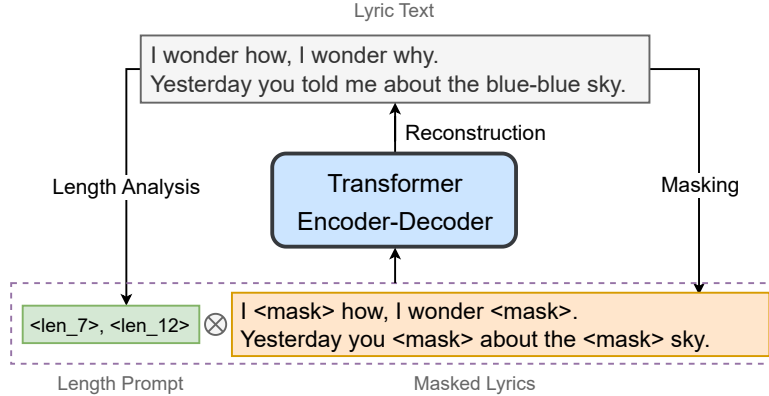 Lyric Text
I wonder how, I wonder why.
Yesterday you told me about the blue-blue sky.
Reconstruction
Length Analysis
Transformer
Encoder-Decoder
Masking
<len_7>, <len_12>
I <mask> how, I wonder <mask>.
Yesterday you <mask> about the <mask> sky.
Length Prompt
Masked Lyrics